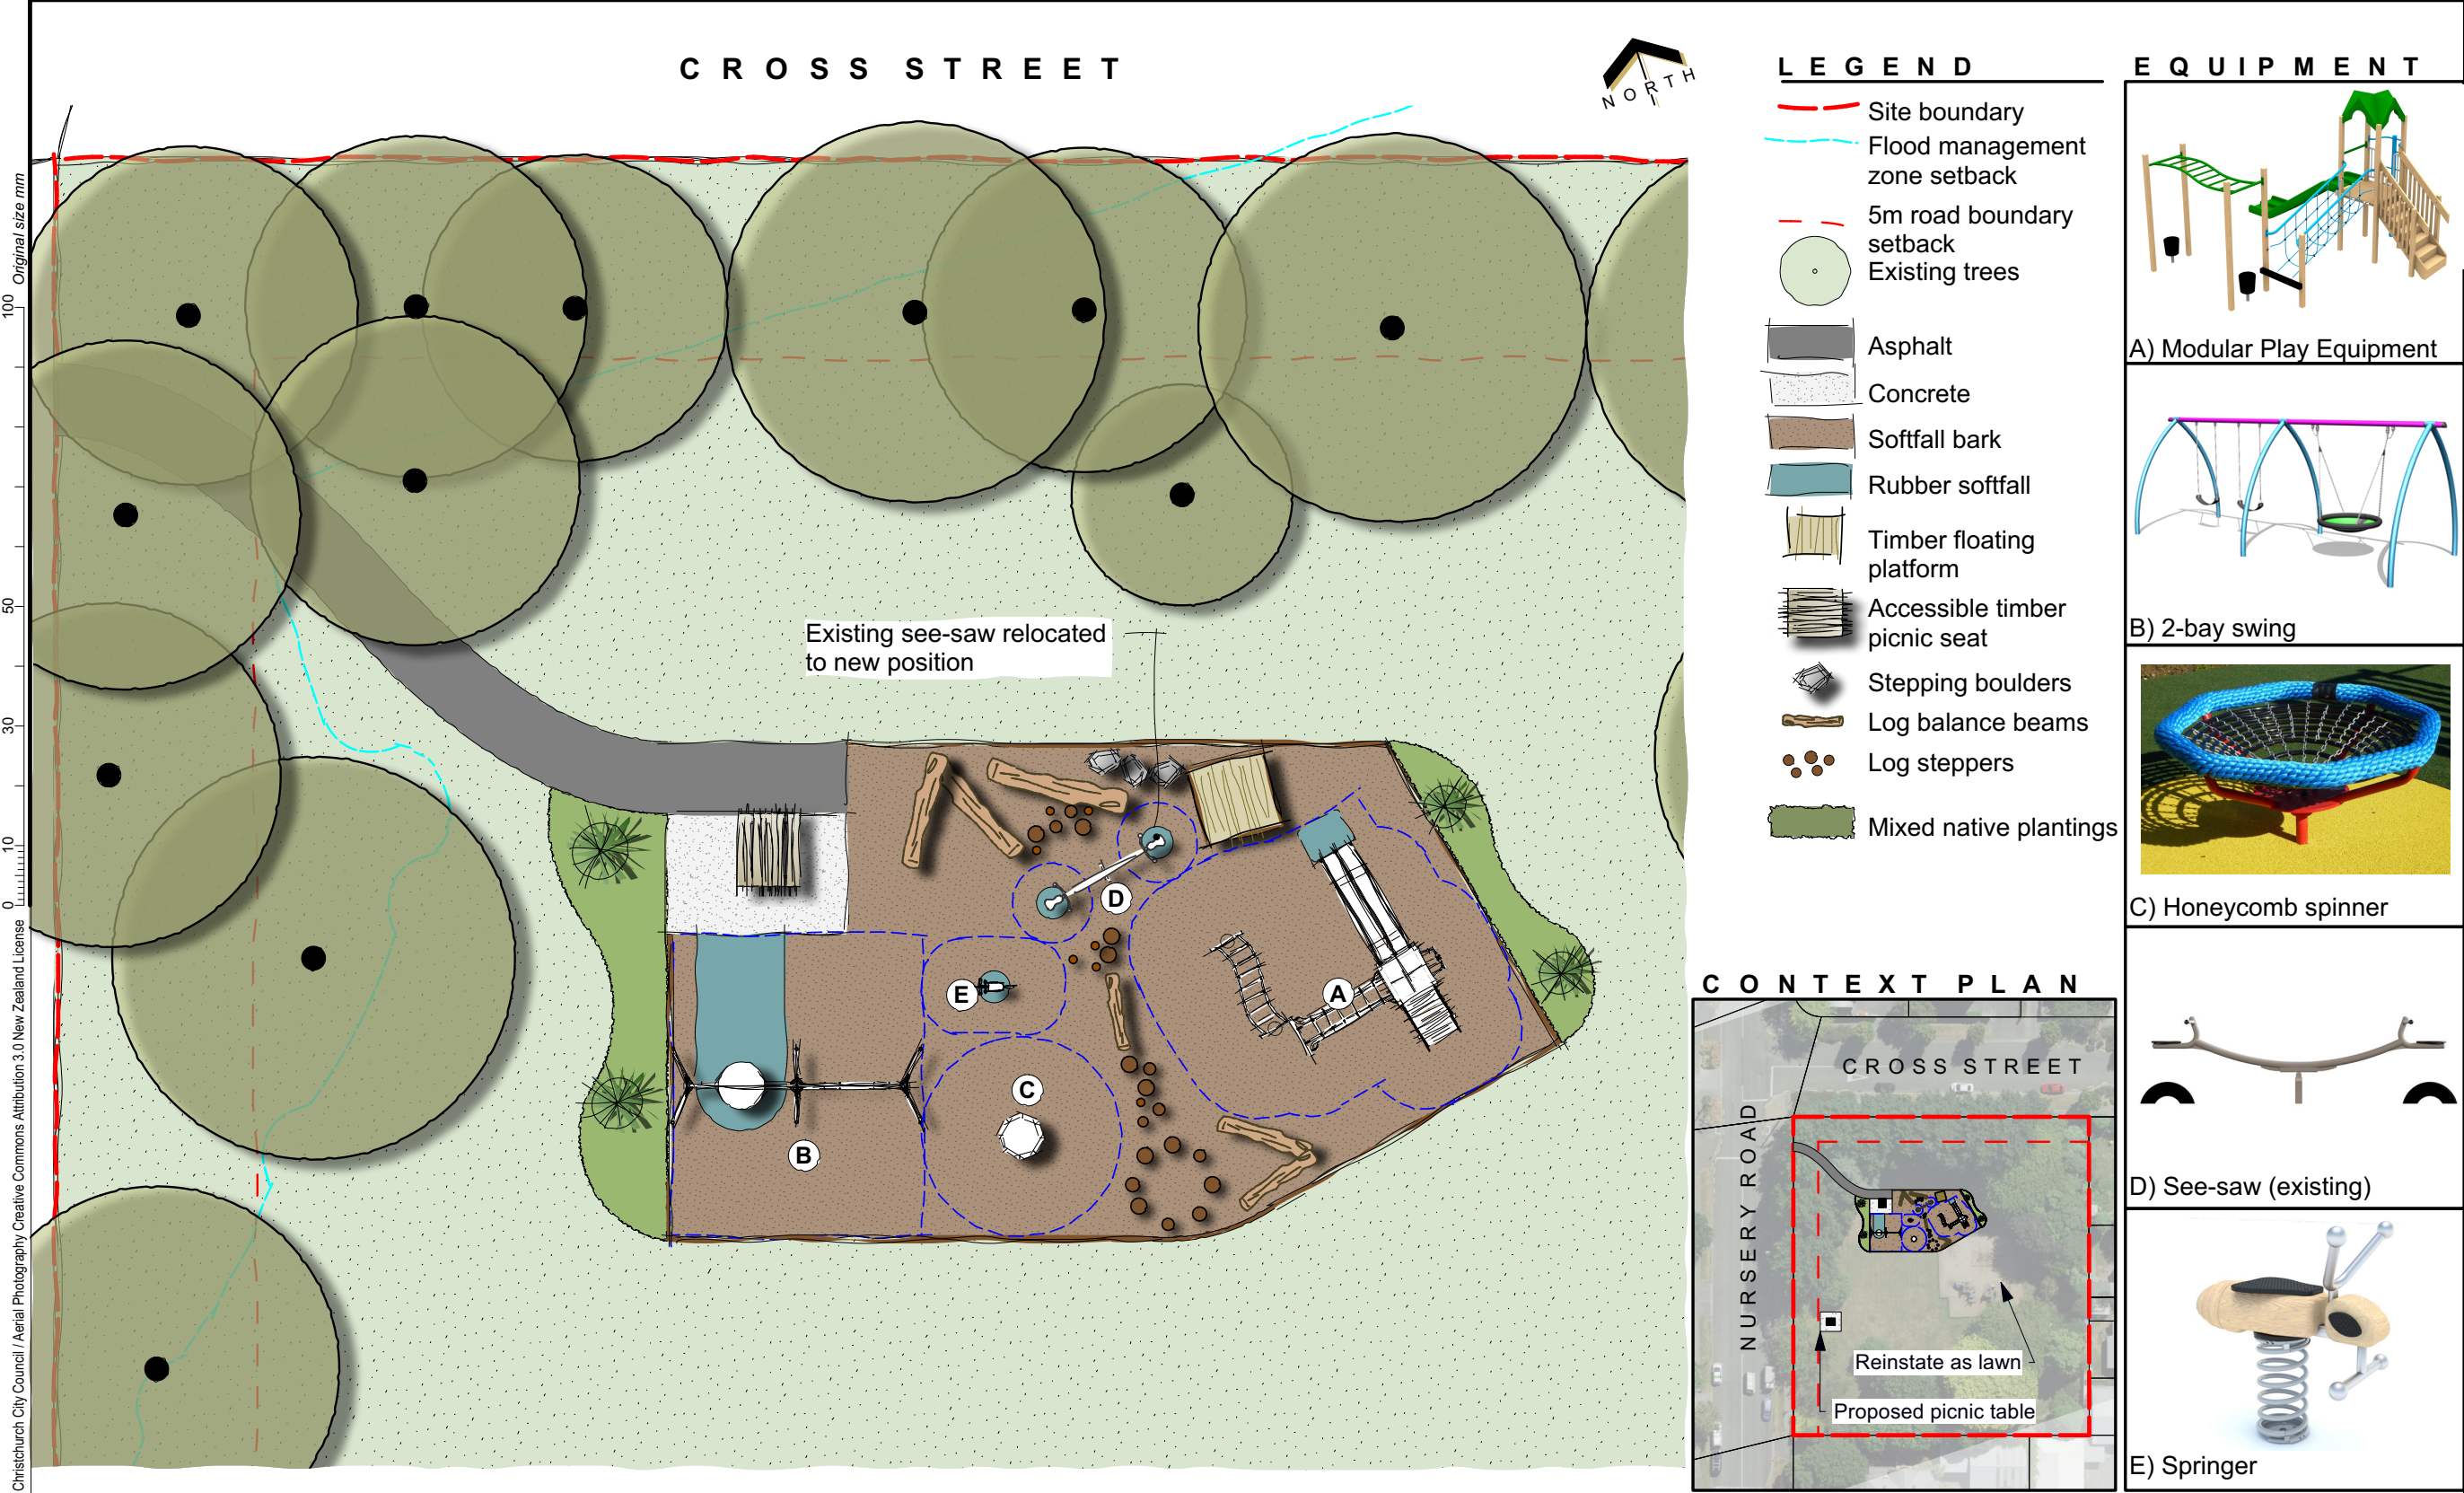 CROSS STREET
NORTH
Original size mm
100
50
30
10
0
Christchurch City Council / Aerial Photography Creative Commons Attribution 3.0 New Zealand License
Existing see-saw relocated
to new position
A
B
C
D
E
LEGEND
Site boundary
Flood management
zone setback
5m road boundary
setback
Existing trees
Asphalt
Concrete
Softfall bark
Rubber softfall
Timber floating
platform
Accessible timber
picnic seat
Stepping boulders
Log balance beams
Log steppers
Mixed native plantings
CONTEXT PLAN
CROSS STREET
NURSERY ROAD
Reinstate as lawn
Proposed picnic table
EQUIPMENT
A) Modular Play Equipment
B) 2-bay swing
C) Honeycomb spinner
D) See-saw (existing)
E) Springer